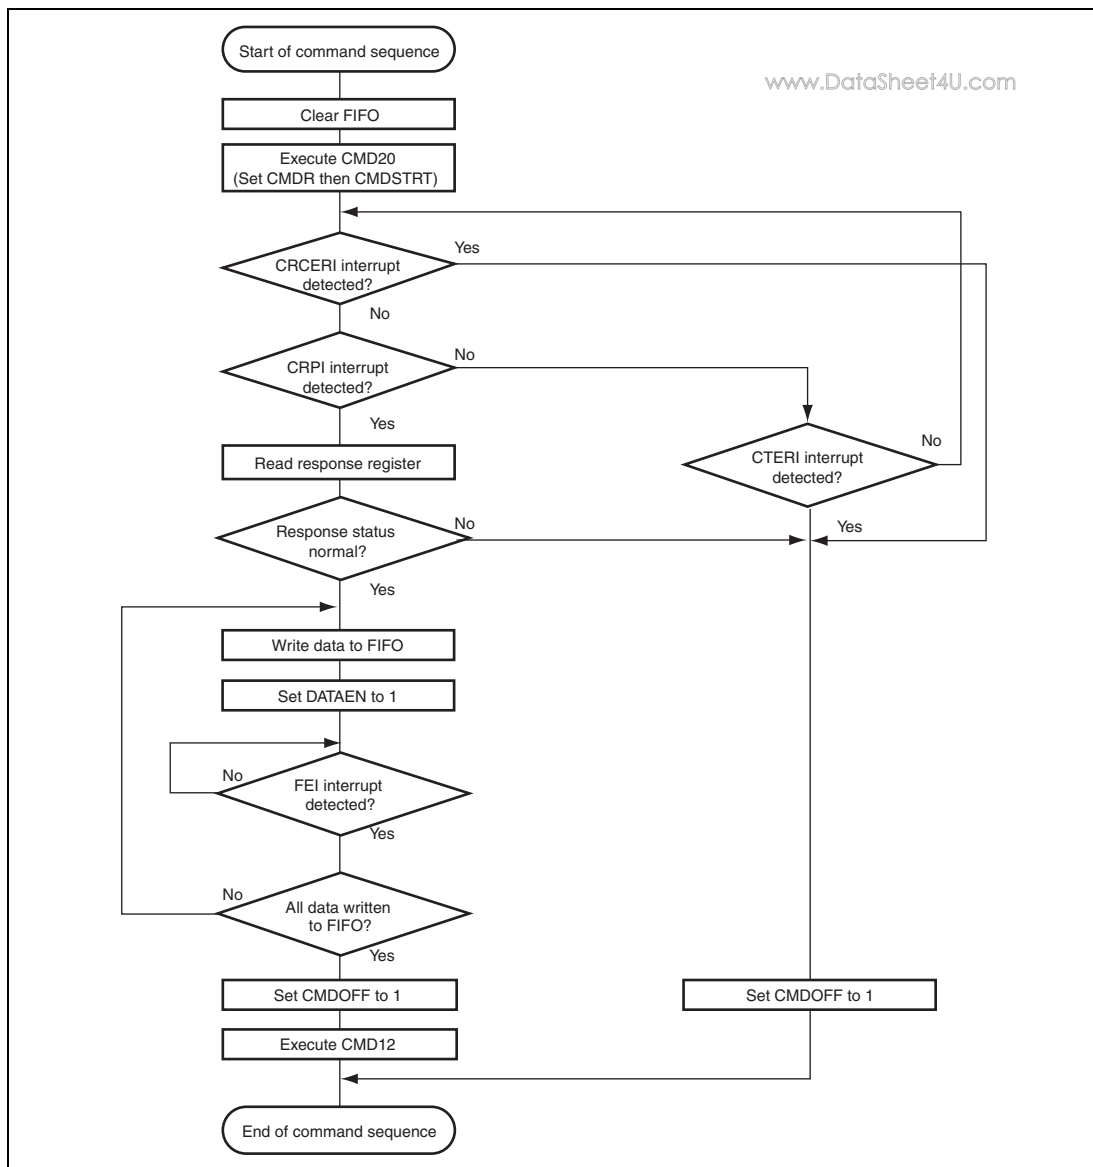 Start of command sequence
www.DataSheet4U.com
Clear FIFO
Execute CMD20
(Set CMDR then CMDSTRT)
CRCERI interrupt
detected?
Yes
No
CRPI interrupt
detected?
No
Yes
Read response register
CTERI interrupt
detected?
No
Yes
Response status
normal?
No
Yes
Write data to FIFO
Set DATAEN to 1
FEI interrupt
detected?
No
Yes
All data written
to FIFO?
No
Yes
Set CMDOFF to 1
Set CMDOFF to 1
Execute CMD12
End of command sequence